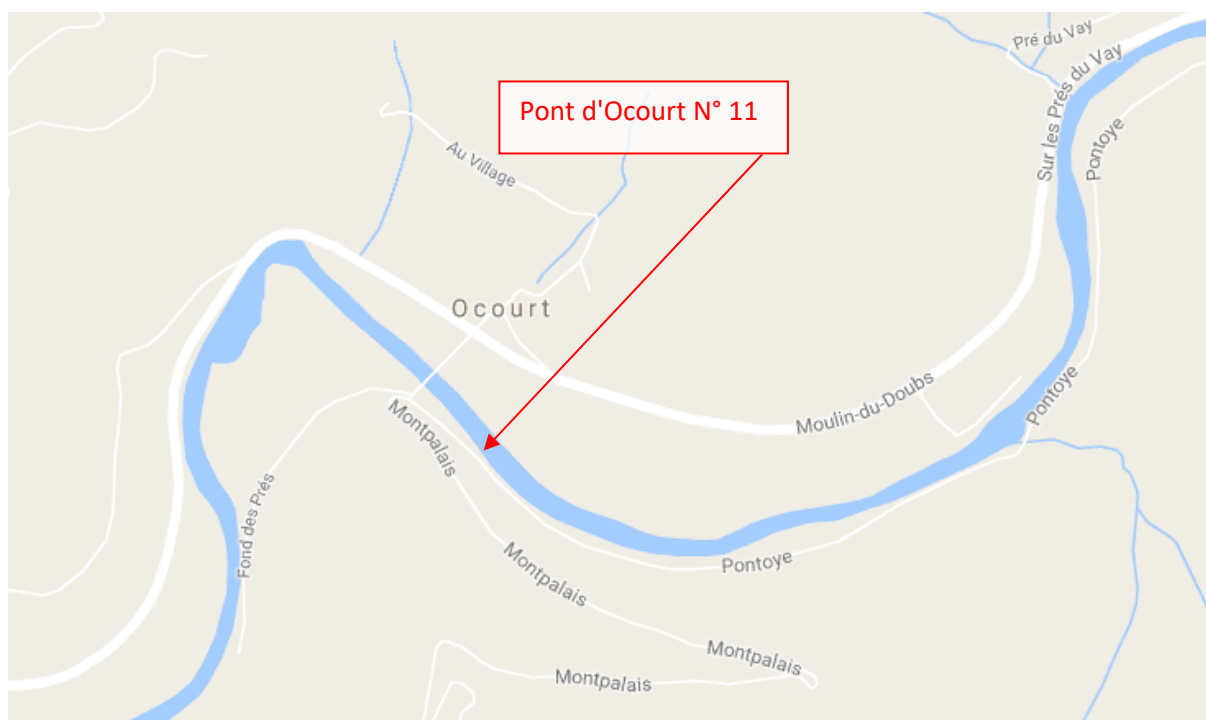 Pré du Vay
Pont d'Ocourt N° 11
Sur les Prés du Vay
Pontoye
Au Village
Ocourt
Moulin-du-Doubs
Pontoye
Montpalais
Fond des Prés
Montpalais
Pontoye
Montpalais
Montpalais